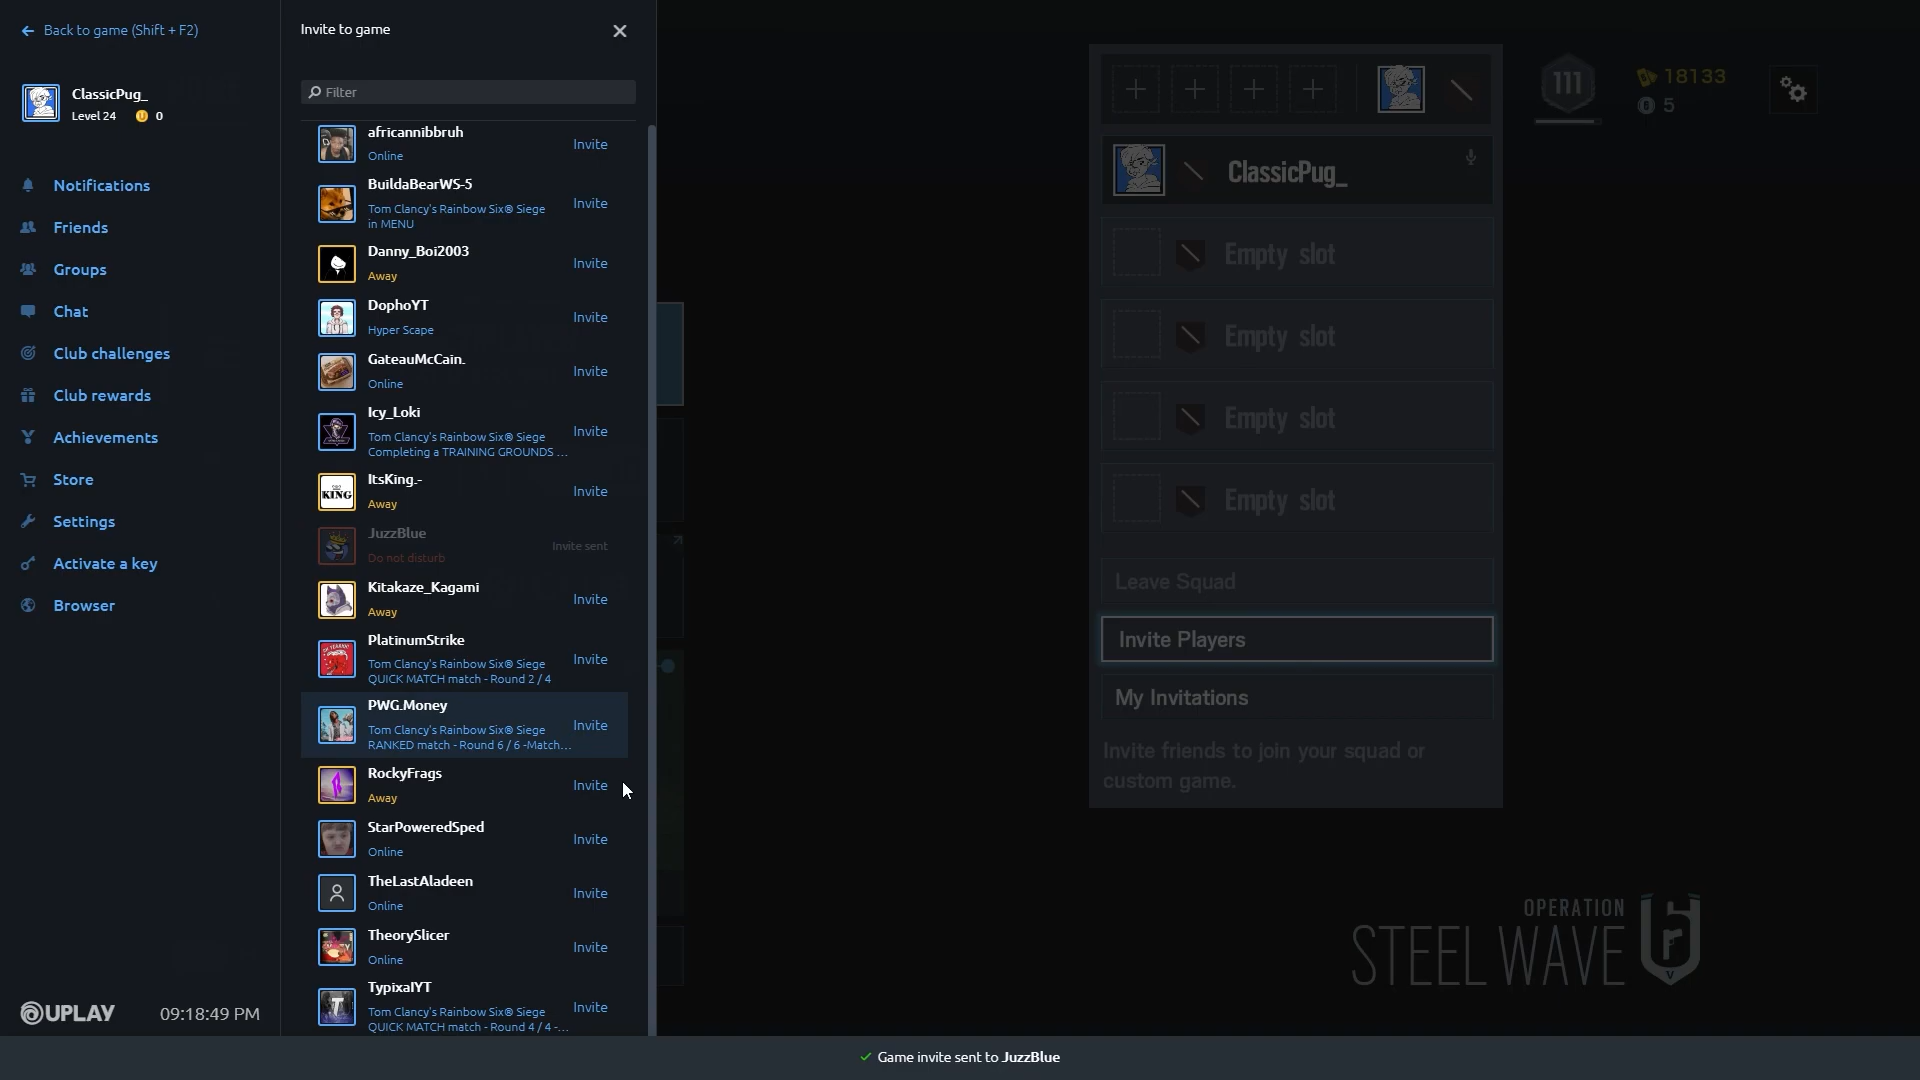 Back to game (Shift + F2)
ClassicPug_
Level 24
0
Notifications
Friends
Groups
Chat
Club challenges
Club rewards
Achievements
Store
Settings
Activate a key
Browser
UPLAY
09:18:49 PM
Invite to game
Filter
africannibbruh
Online
Invite
BuildaBearWS-5
Tom Clancy's Rainbow Six® Siege
in MENU
Invite
Danny_Boi2003
Away
Invite
DophoYT
Hyper Scape
Invite
GateauMcCain.
Online
Invite
Icy_Loki
Tom Clancy's Rainbow Six® Siege
Completing a TRAINING GROUNDS ...
Invite
KING
ItsKing.-
Away
Invite
JuzzBlue
Do not disturb
Invite sent
Kitakaze_Kagami
Away
Invite
PlatinumStrike
Tom Clancy's Rainbow Six® Siege
QUICK MATCH match - Round 2 / 4
Invite
PWG.Money
Tom Clancy's Rainbow Six® Siege
RANKED match - Round 6 / 6 -Match...
Invite
RockyFrags
Away
Invite
StarPoweredSped
Online
Invite
TheLastAladeen
Online
Invite
TheorySlicer
Online
Invite
T
TypixalYT
Tom Clancy's Rainbow Six® Siege
QUICK MATCH match - Round 4 / 4 -...
Invite
111
18133
5
ClassicPug_
Empty slot
Empty slot
Empty slot
Empty slot
Leave Squad
Invite Players
My Invitations
Invite friends to join your squad or
custom game.
OPERATION
STEEL WAVE
Game invite sent to JuzzBlue